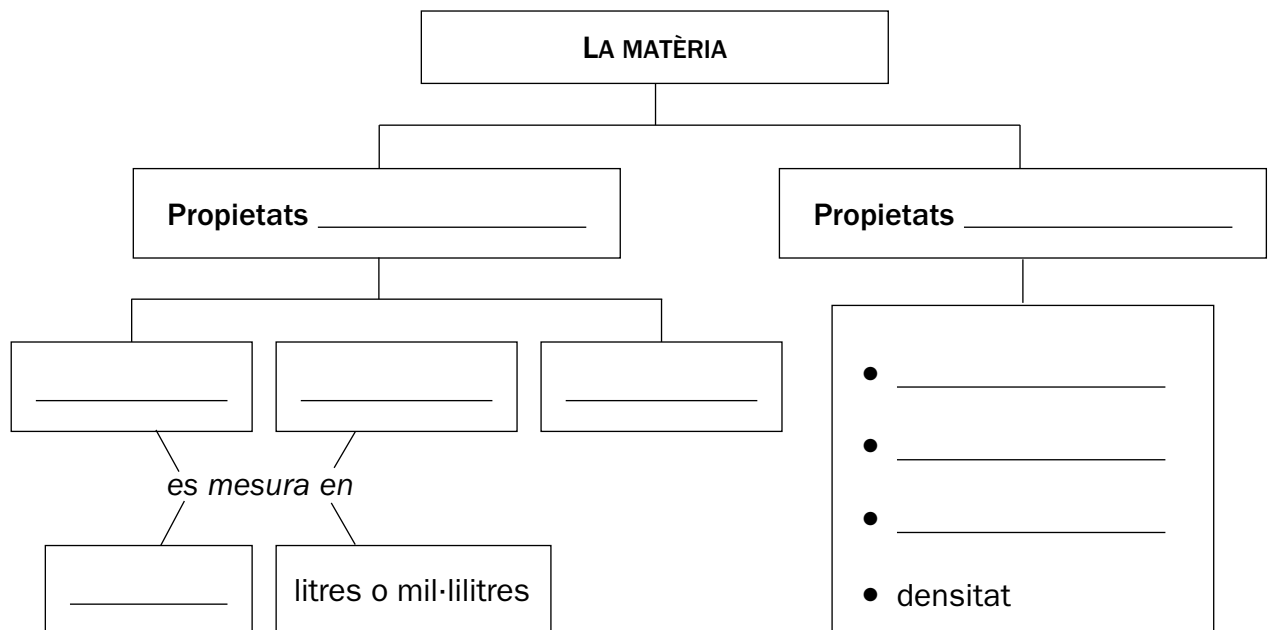 LA MATÈRIA
Propietats
Propietats
es mesura en
litres o mil·lilitres
densitat